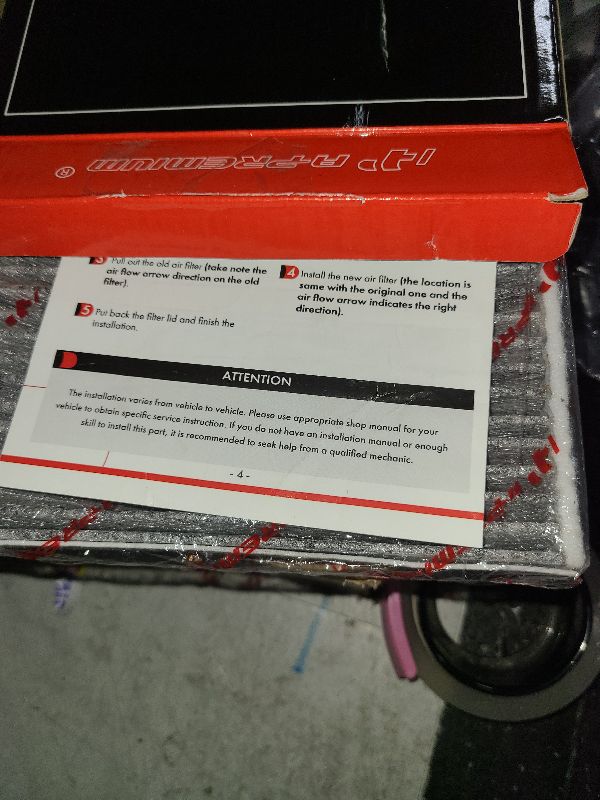 A-PREMIUM ®
3 Pull out the old air filter (take note the
air flow arrow direction on the old
filter).
4 Install the new air filter (the location is
same with the original one and the
air flow arrow indicates the right
direction).
5 Put back the filter lid and finish the
installation.
ATTENTION
The installation varies from vehicle to vehicle. Please use appropriate shop manual for your
vehicle to obtain specific service instruction. If you do not have an installation manual or enough
skill to install this part, it is recommended to seek help from a qualified mechanic.
- 4 -